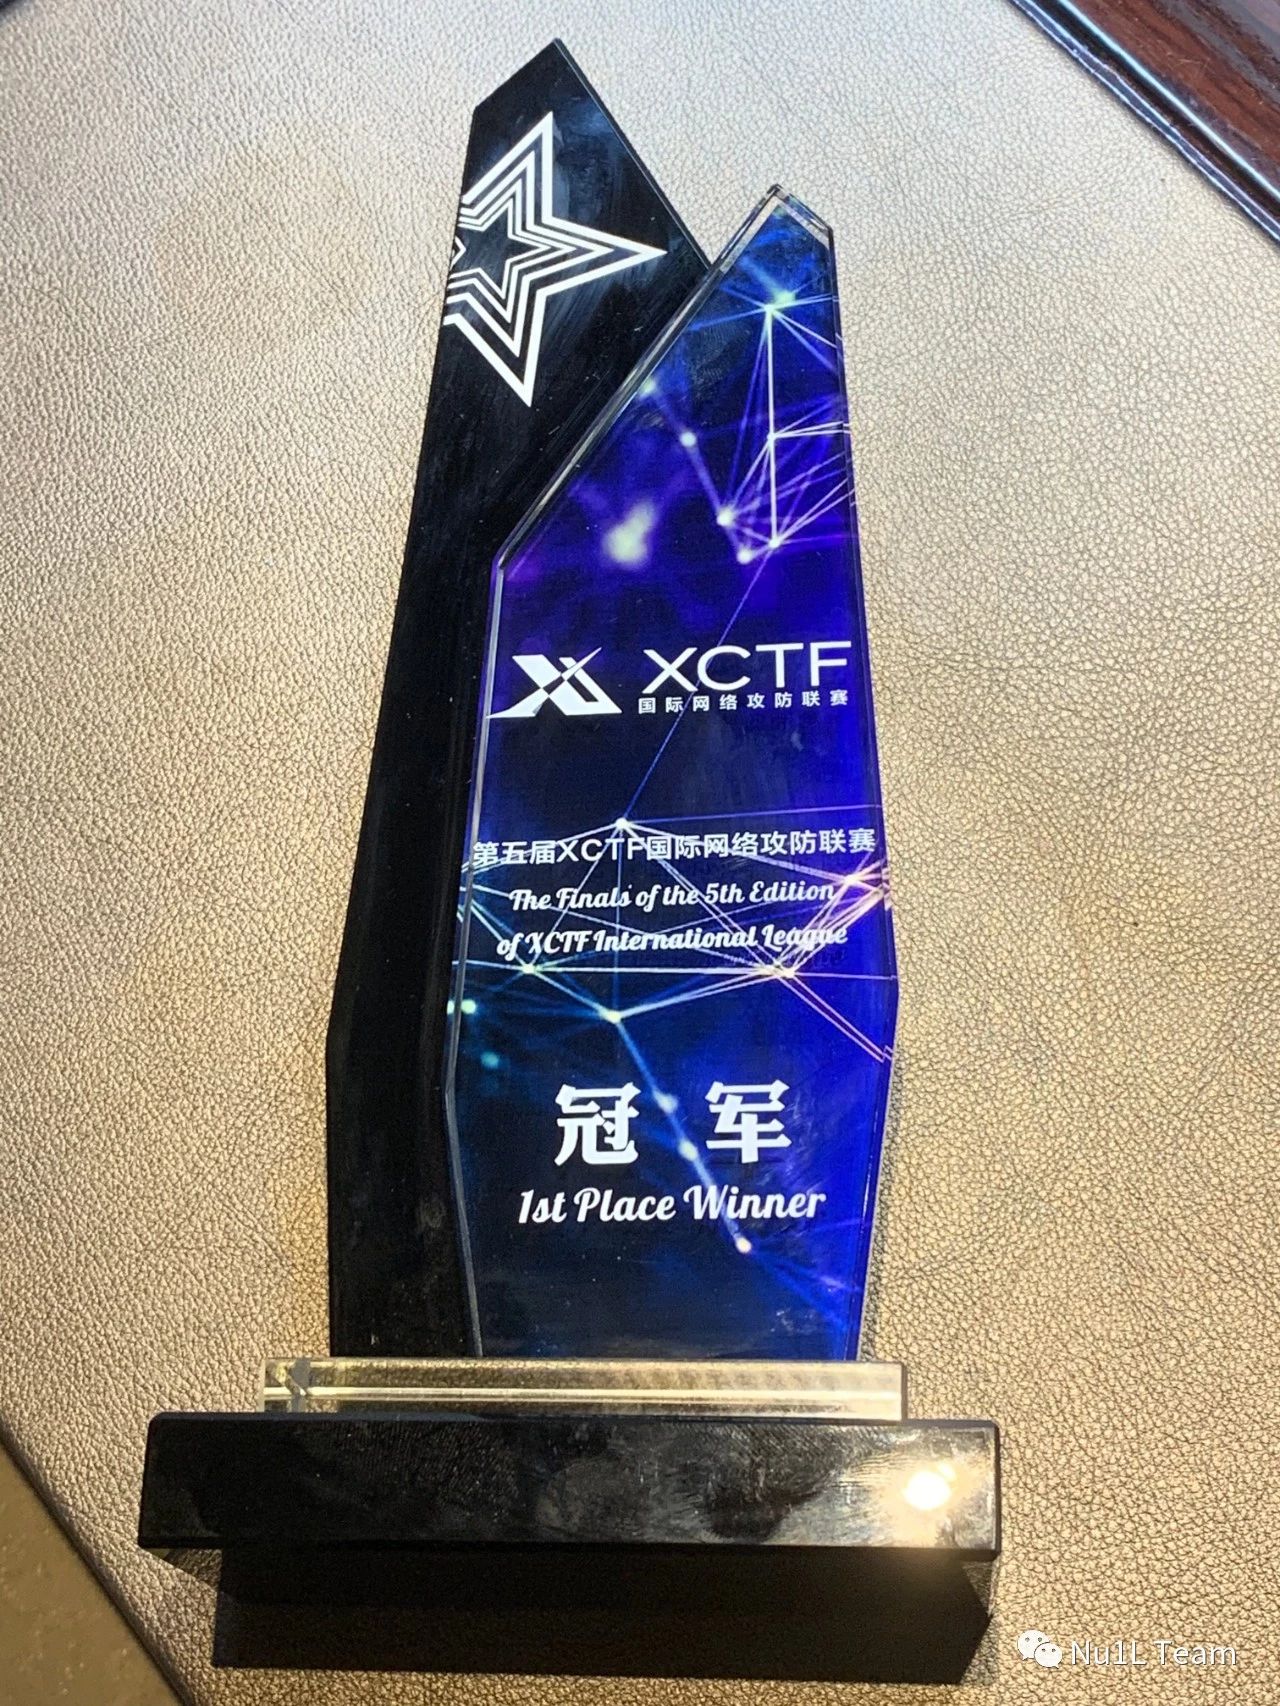 XCTF
国际网络攻防联赛
第五届XCTF国际网络攻防联赛
The Finals of the 5th Edition
of XCTF International League
冠 军
1st Place Winner
Nu1L Team